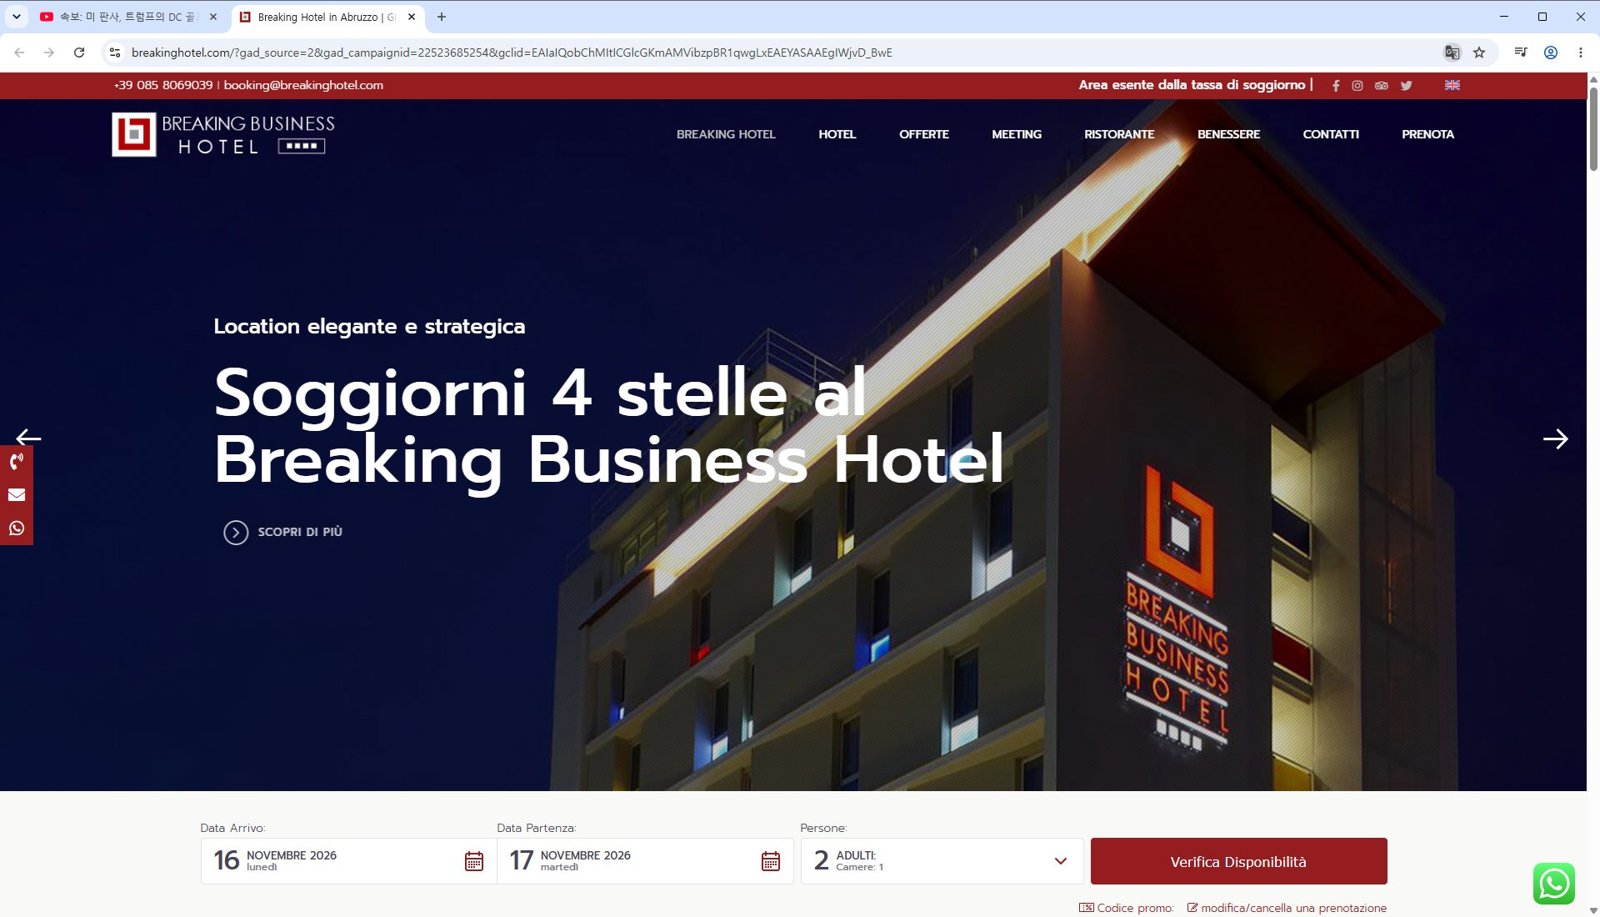 속보: 미 판사, 트럼프의 DC 골
Breaking Hotel in Abruzzo | Gl
breakinghotel.com/?gad_source=2&gad_campaignid=22523685254&gclid=EAIaIQobChMItICGlcGKmAMVibzpBR1qwgLxEAEYASAAEgIWjvD_BwE
+39 085 8069039 | booking@breakinghotel.com
Area esente dalla tassa di soggiorno |
BREAKING BUSINESS
HOTEL
BREAKING HOTEL
HOTEL
OFFERTE
MEETING
RISTORANTE
BENESSERE
CONTATTI
PRENOTA
Location elegante e strategica
Soggiorni 4 stelle al
Breaking Business Hotel
SCOPRI DI PIÙ
BREAKING
BUSINESS
HOTEL
Data Arrivo:
16 NOVEMBRE 2026
lunedì
Data Partenza:
17 NOVEMBRE 2026
martedì
Persone:
2 ADULTI:
Camere: 1
Verifica Disponibilità
Codice promo:
modifica/cancella una prenotazione